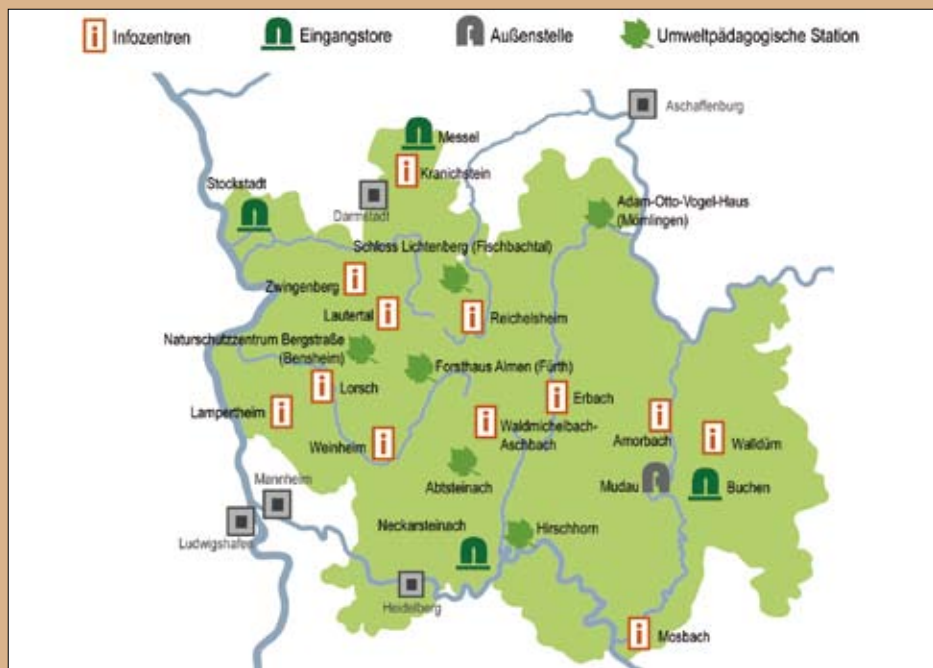 Infozentren
Eingangstore
Außenstelle
Umweltpädagogische Station
Aschaffenburg
Messel
Kranichstein
Stockstadt
Darmstadt
Adam-Otto-Vogel-Haus
(Mömlingen)
Schloss Lichtenberg (Fischbachtal)
Zwingenberg
Lautertal
Reichelsheim
Naturschutzzentrum Bergstraße
(Bensheim)
Forsthaus Almen (Fürth)
Lorsch
Erbach
Lampertheim
Weinheim
Waldmichelbach-
Aschbach
Amorbach
Walldürn
Mannheim
Abtsteinach
Mudau
Buchen
Ludwigshafen
Neckarsteinach
Hirschhorn
Heidelberg
Mosbach